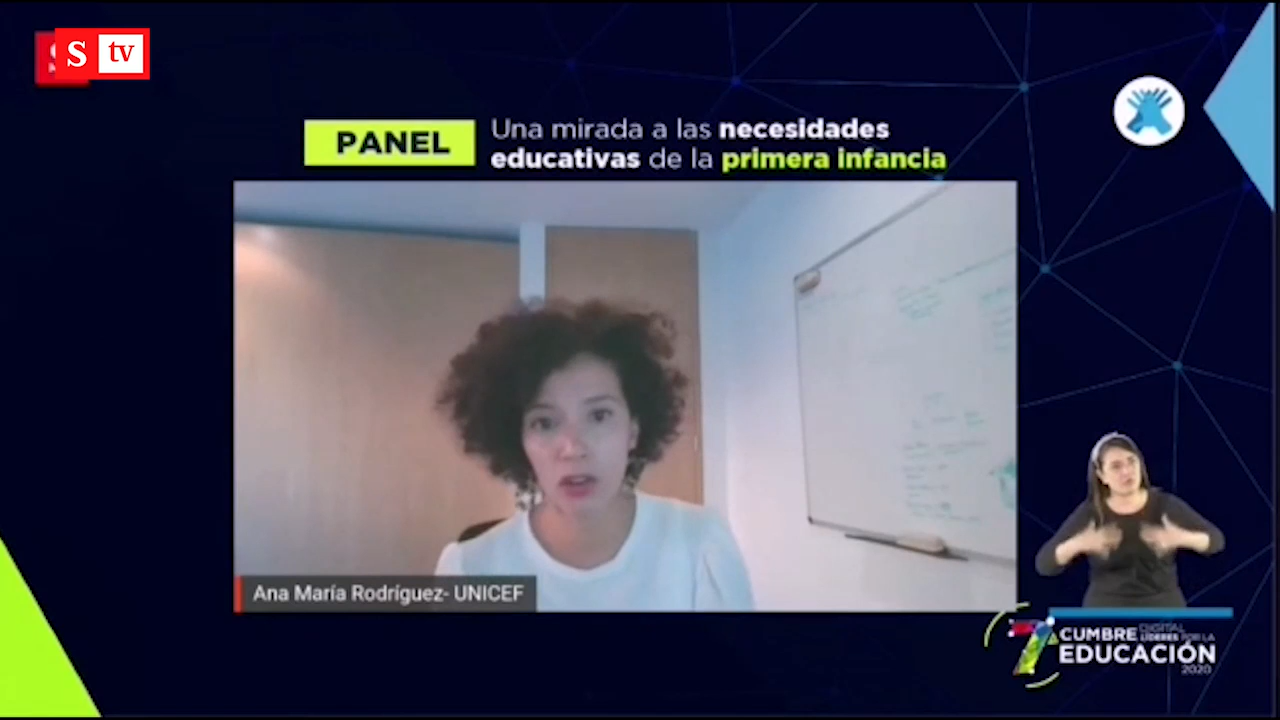 S tv
PANEL
Una mirada a las necesidades
educativas de la primera infancia
Ana María Rodríguez- UNICEF
7ª
CUMBRE DIGITAL
LÍDERES POR LA
EDUCACIÓN
2020